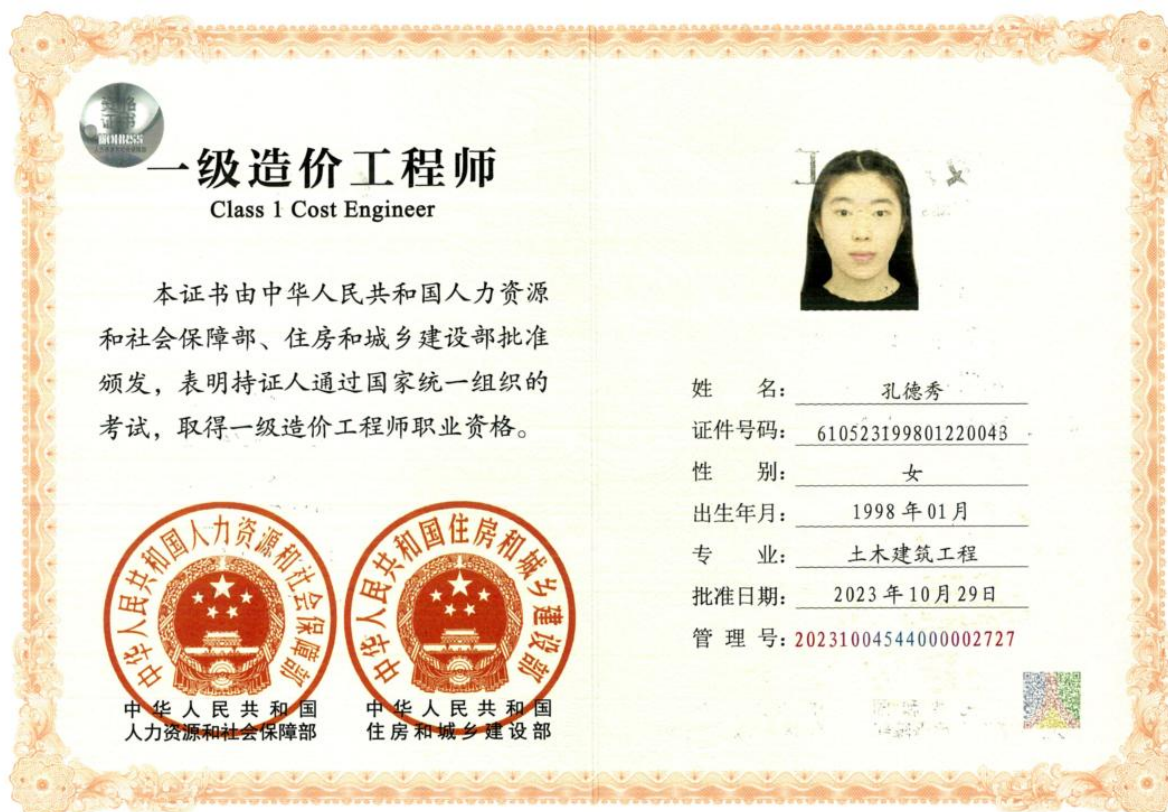 资格
证书
一级造价工程师
Class 1 Cost Engineer
本证书由中华人民共和国人力资源
和社会保障部、住房和城乡建设部批准
颁发，表明持证人通过国家统一组织的
考试，取得一级造价工程师职业资格。
中华人民共和国人力资源和社会保障部
中华人民共和国
人力资源和社会保障部
中华人民共和国住房和城乡建设部
中华人民共和国
住房和城乡建设部
姓 名： 孔德秀
证件号码： 610523199801220043
性 别： 女
出生年月： 1998年01月
专 业： 土木建筑工程
批准日期： 2023年10月29日
管 理 号： 20231004544000002727